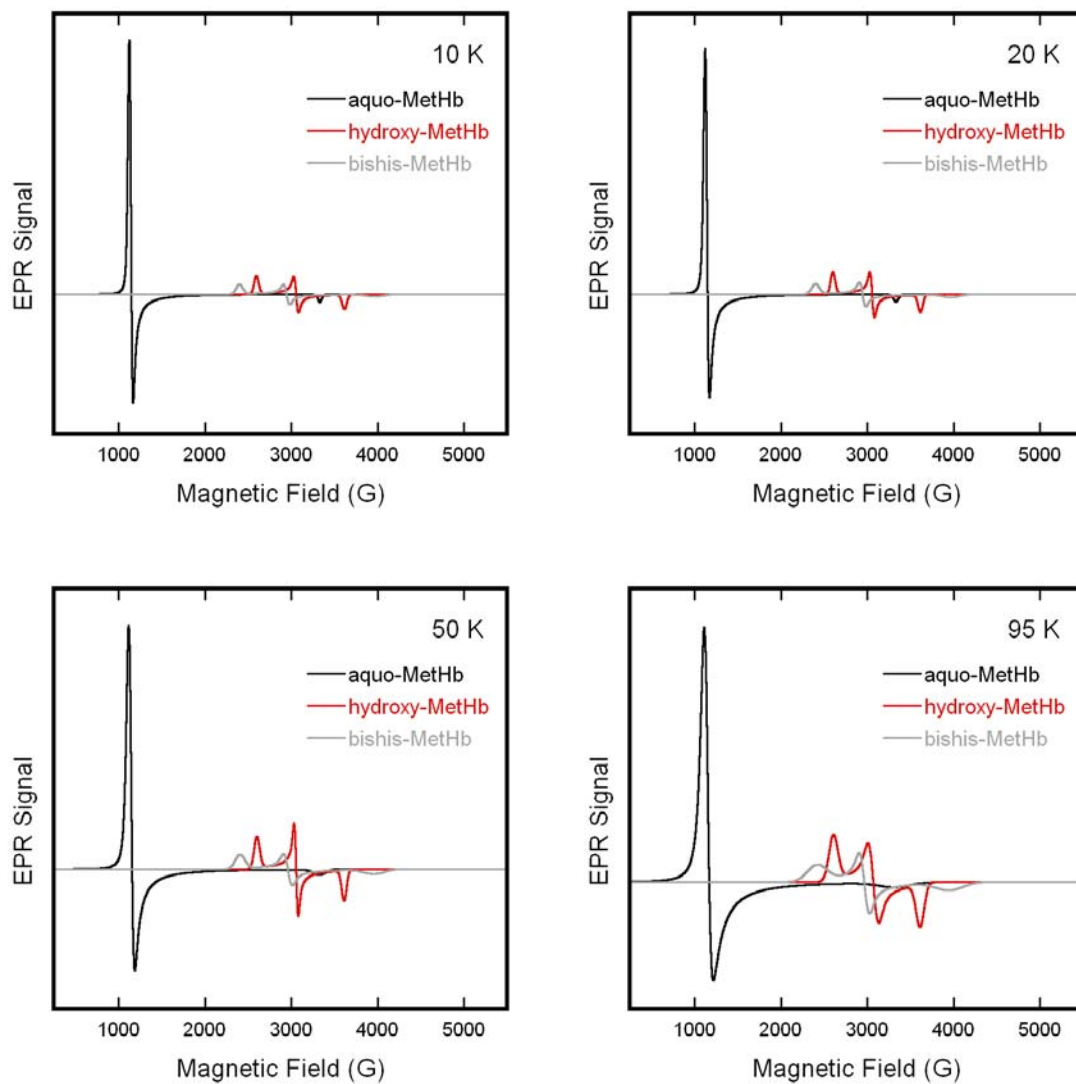 10 K
aquo-MetHb
hydroxy-MetHb
bishis-MetHb
EPR Signal
1000 2000 3000 4000 5000
Magnetic Field (G)
20 K
aquo-MetHb
hydroxy-MetHb
bishis-MetHb
EPR Signal
1000 2000 3000 4000 5000
Magnetic Field (G)
50 K
aquo-MetHb
hydroxy-MetHb
bishis-MetHb
EPR Signal
1000 2000 3000 4000 5000
Magnetic Field (G)
95 K
aquo-MetHb
hydroxy-MetHb
bishis-MetHb
EPR Signal
1000 2000 3000 4000 5000
Magnetic Field (G)